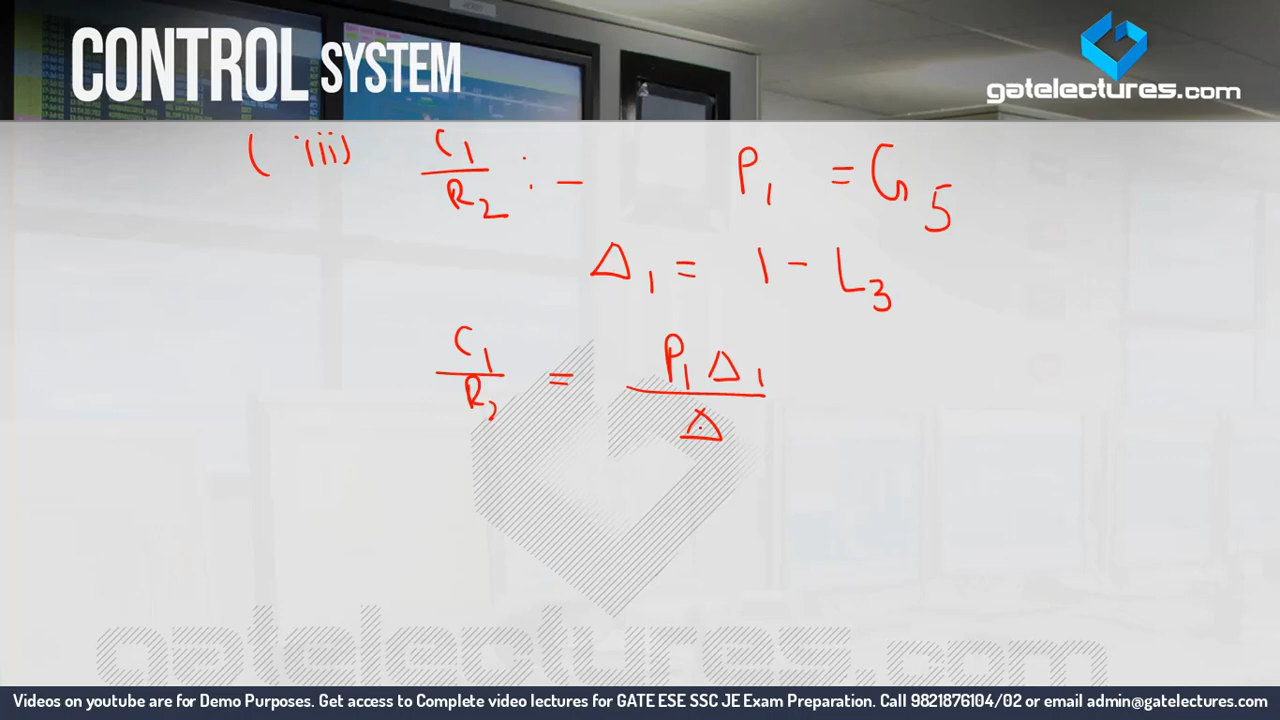 CONTROL SYSTEM
gatelectures.com
(iii) C1/R2 :- P1 = G5
Δ1 = 1 - L3
C1/R2 = P1 Δ1 / Δ
gatelectures.com
Videos on youtube are for Demo Purposes. Get access to Complete video lectures for GATE ESE SSC JE Exam Preparation. Call 9821876104/02 or email admin@gatelectures.com